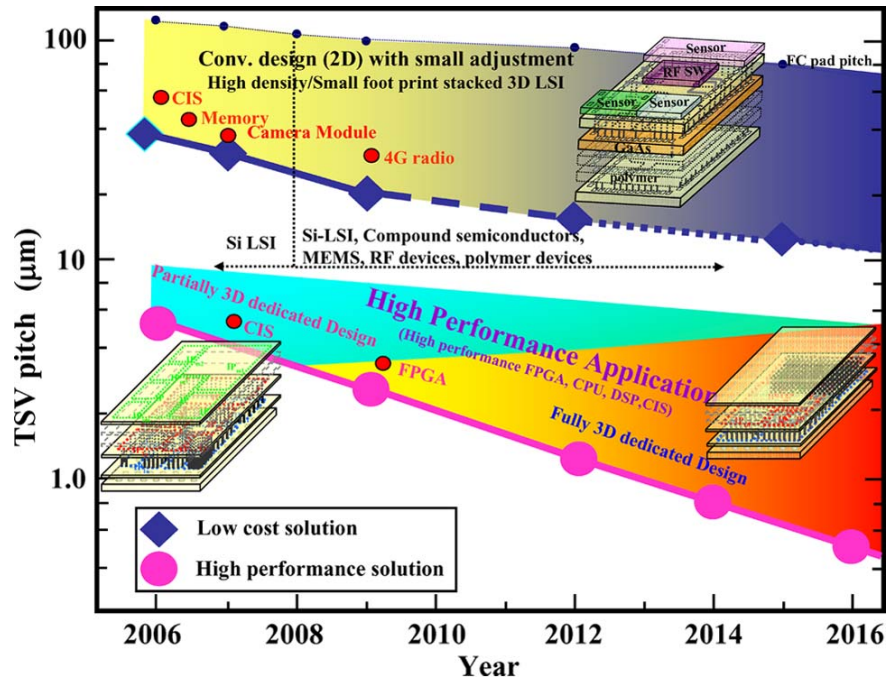 100
10
1.0
TSV pitch (μm)
Conv. design (2D) with small adjustment
High density/Small foot print stacked 3D LSI
CIS
Memory
Camera Module
4G radio
FC pad pitch
Sensor
RF SW
Sensor
Sensor
GaAs
polymer
Si LSI
Si-LSI, Compound semiconductors,
MEMS, RF devices, polymer devices
Partially 3D dedicated Design
CIS
High Performance Application
(High performance FPGA, CPU, DSP,CIS)
FPGA
Fully 3D dedicated Design
Low cost solution
High performance solution
2006
2008
2010
2012
2014
2016
Year